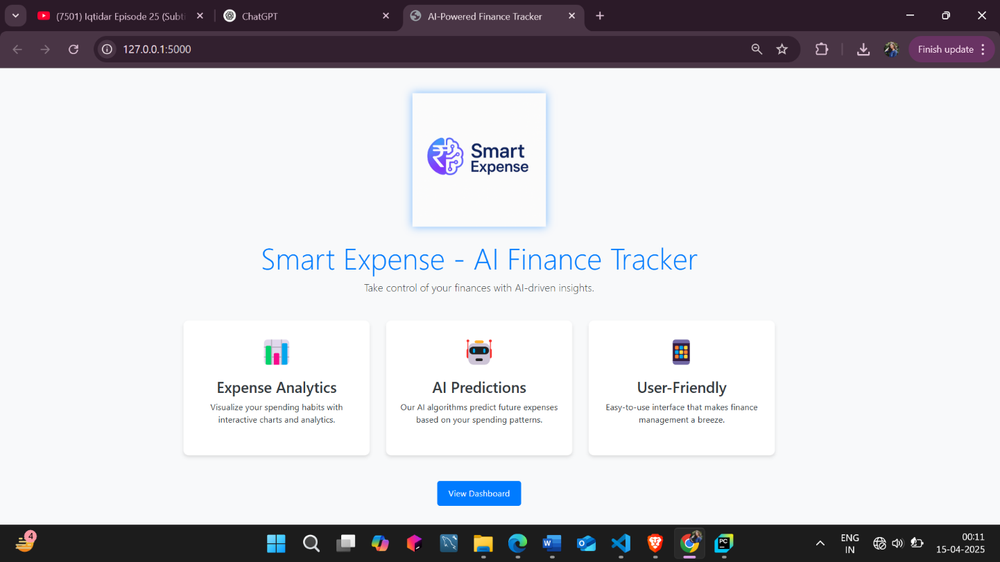 (7501) Iqtidar Episode 25 (Subti
ChatGPT
AI-Powered Finance Tracker
127.0.0.1:5000
Finish update
₹ Smart
Expense
Smart Expense - AI Finance Tracker
Take control of your finances with AI-driven insights.
Expense Analytics
Visualize your spending habits with
interactive charts and analytics.
AI Predictions
Our AI algorithms predict future expenses
based on your spending patterns.
User-Friendly
Easy-to-use interface that makes finance
management a breeze.
View Dashboard
4
W
PC
ENG
IN
00:11
15-04-2025